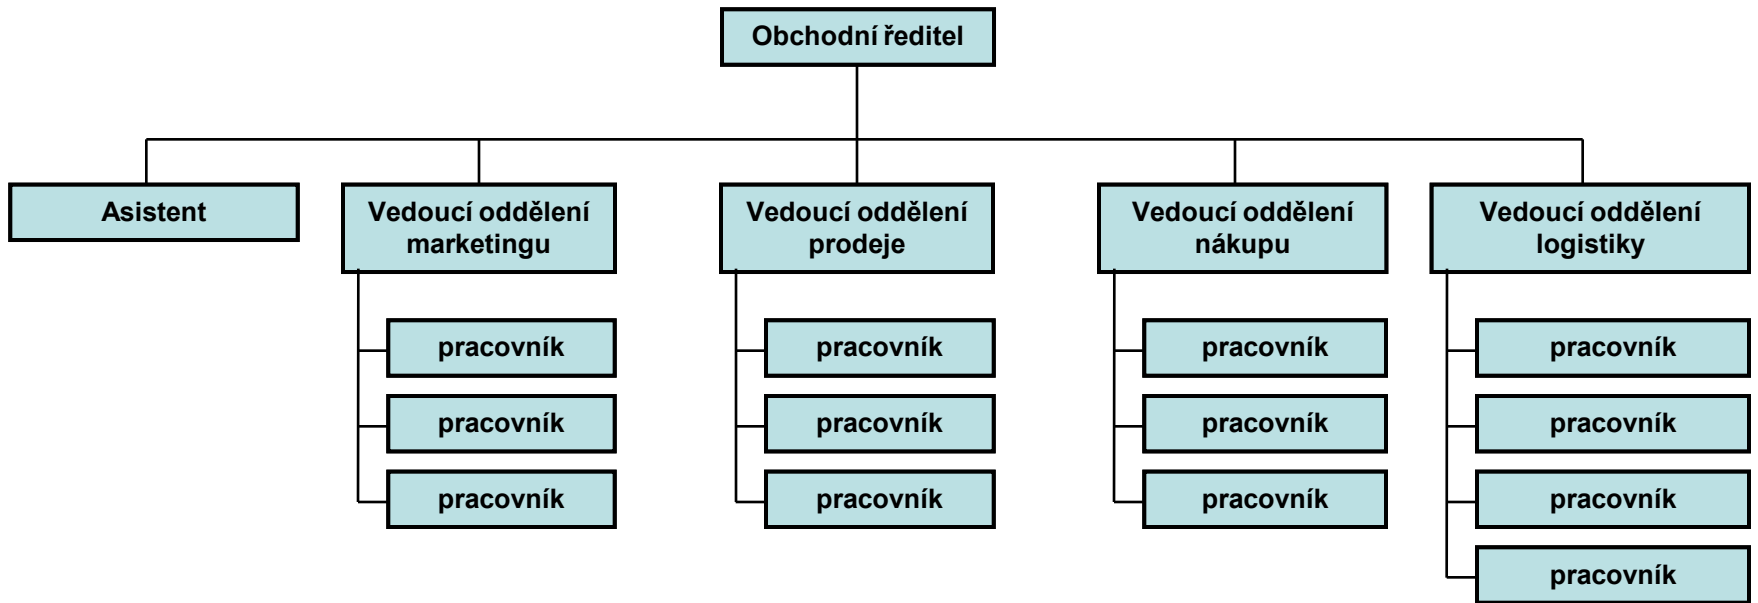 Obchodní ředitel
Asistent
Vedoucí oddělení
marketingu
Vedoucí oddělení
prodeje
Vedoucí oddělení
nákupu
Vedoucí oddělení
logistiky
pracovník
pracovník
pracovník
pracovník
pracovník
pracovník
pracovník
pracovník
pracovník
pracovník
pracovník
pracovník
pracovník